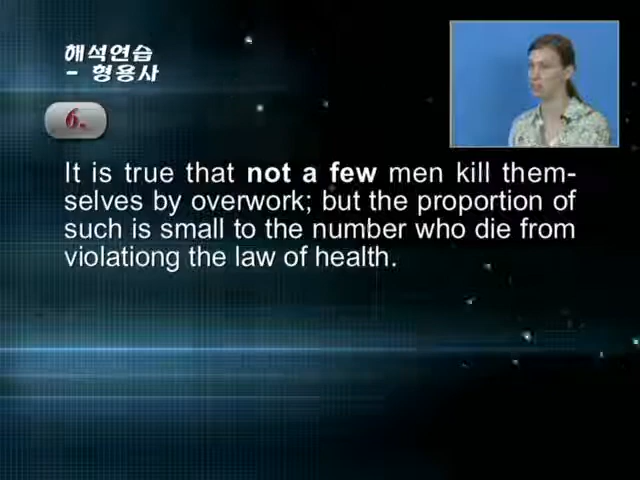 해석연습
- 형용사
6.
It is true that not a few men kill them-
selves by overwork; but the proportion of
such is small to the number who die from
violationg the law of health.